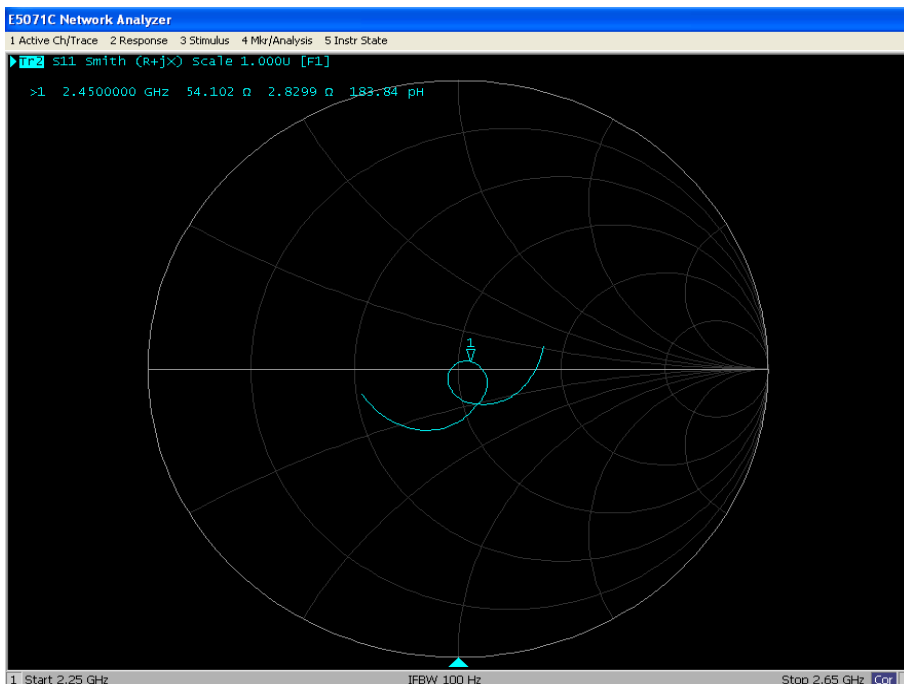 E5071C Network Analyzer
1 Active Ch/Trace 2 Response 3 Stimulus 4 Mkr/Analysis 5 Instr State
Tr2 S11 Smith (R+jX) Scale 1.000U [F1]
>1 2.4500000 GHz 54.102 Ω 2.8299 Ω 183.84 pH
1
1 Start 2.25 GHz IFBW 100 Hz Stop 2.65 GHz Cor